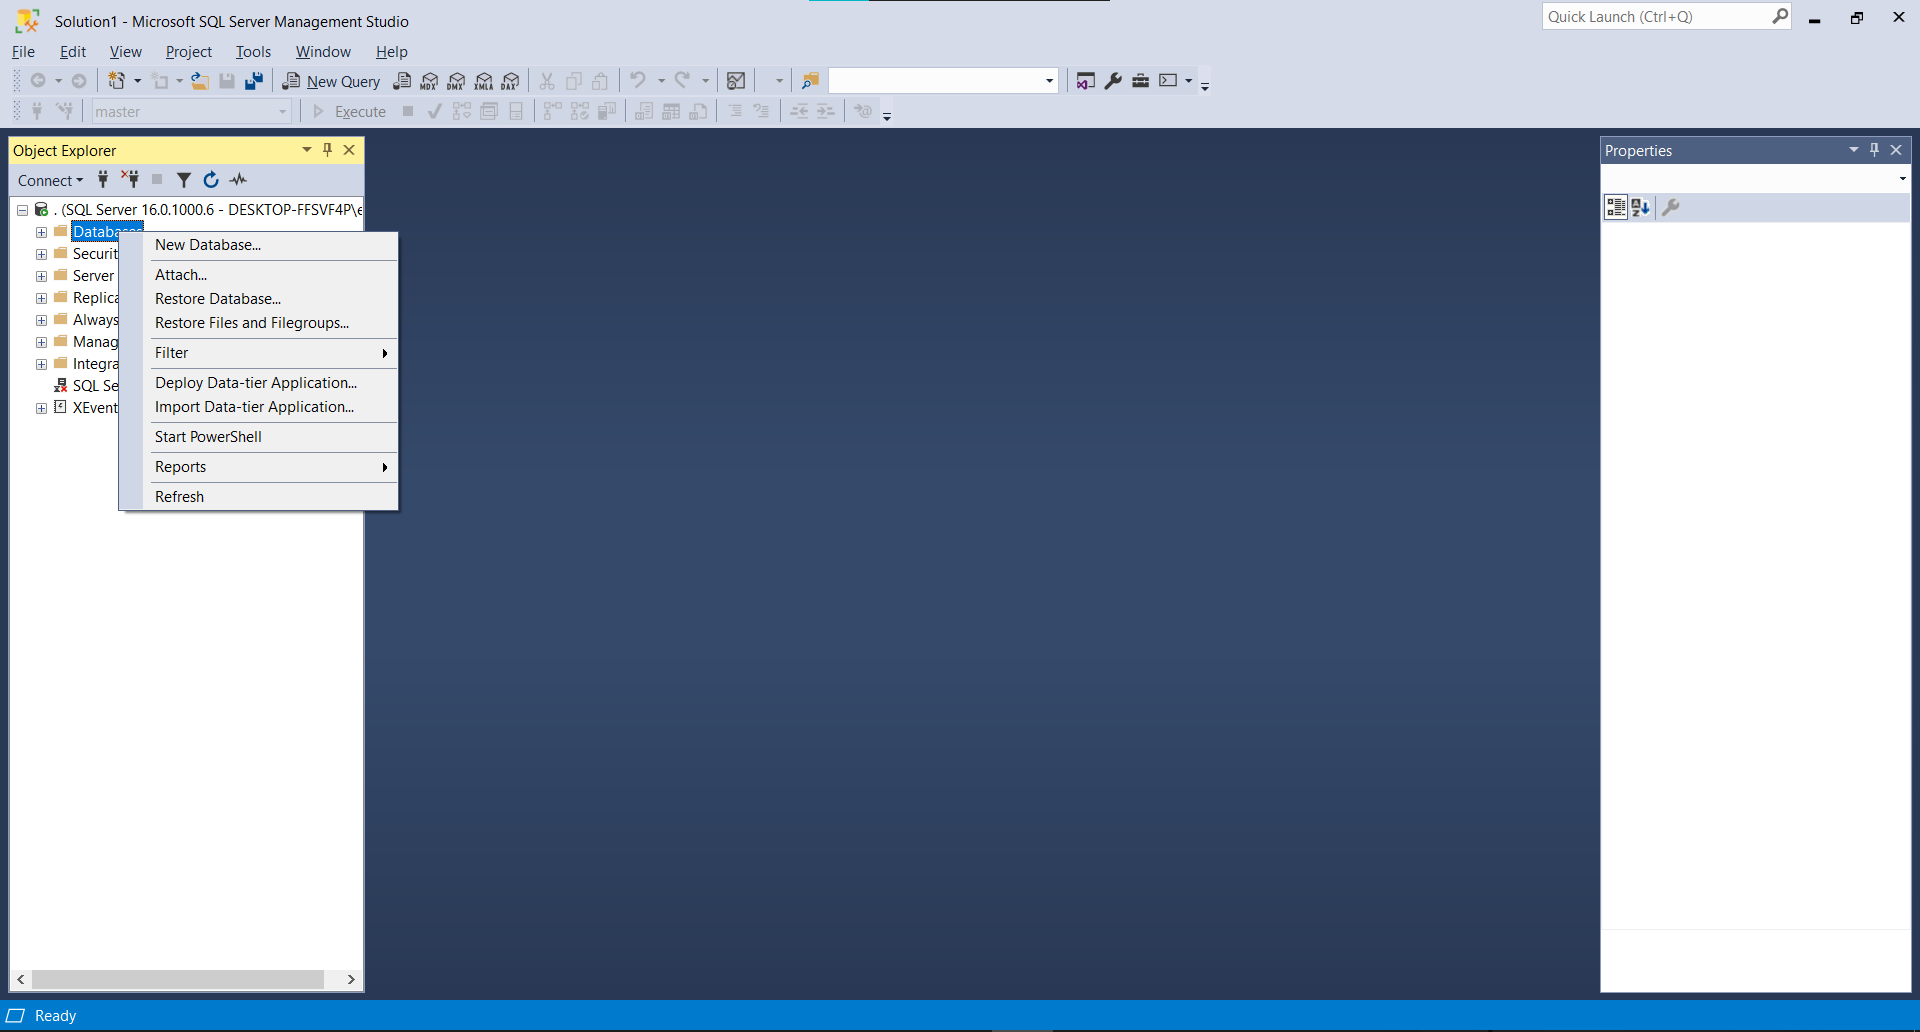 Solution1 - Microsoft SQL Server Management Studio
Quick Launch (Ctrl+Q)
File Edit View Project Tools Window Help
New Query MDX DMX XMLA DAX
master Execute
Object Explorer
Properties
Connect
. (SQL Server 16.0.1000.6 - DESKTOP-FFSVF4P\e
Databases
New Database...
Securit
Attach...
Server
Restore Database...
Replica
Restore Files and Filegroups...
Always
Manag
Filter
Integra
Deploy Data-tier Application...
SQL Se
Import Data-tier Application...
XEvent
Start PowerShell
Reports
Refresh
Ready